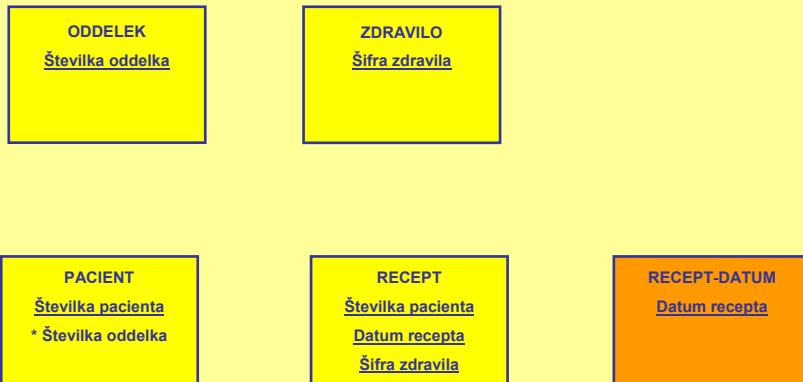 ODDELEK
Številka oddelka
ZDRAVILO
Šifra zdravila
PACIENT
Številka pacienta
* Številka oddelka
RECEPT
Številka pacienta
Datum recepta
Šifra zdravila
RECEPT-DATUM
Datum recepta